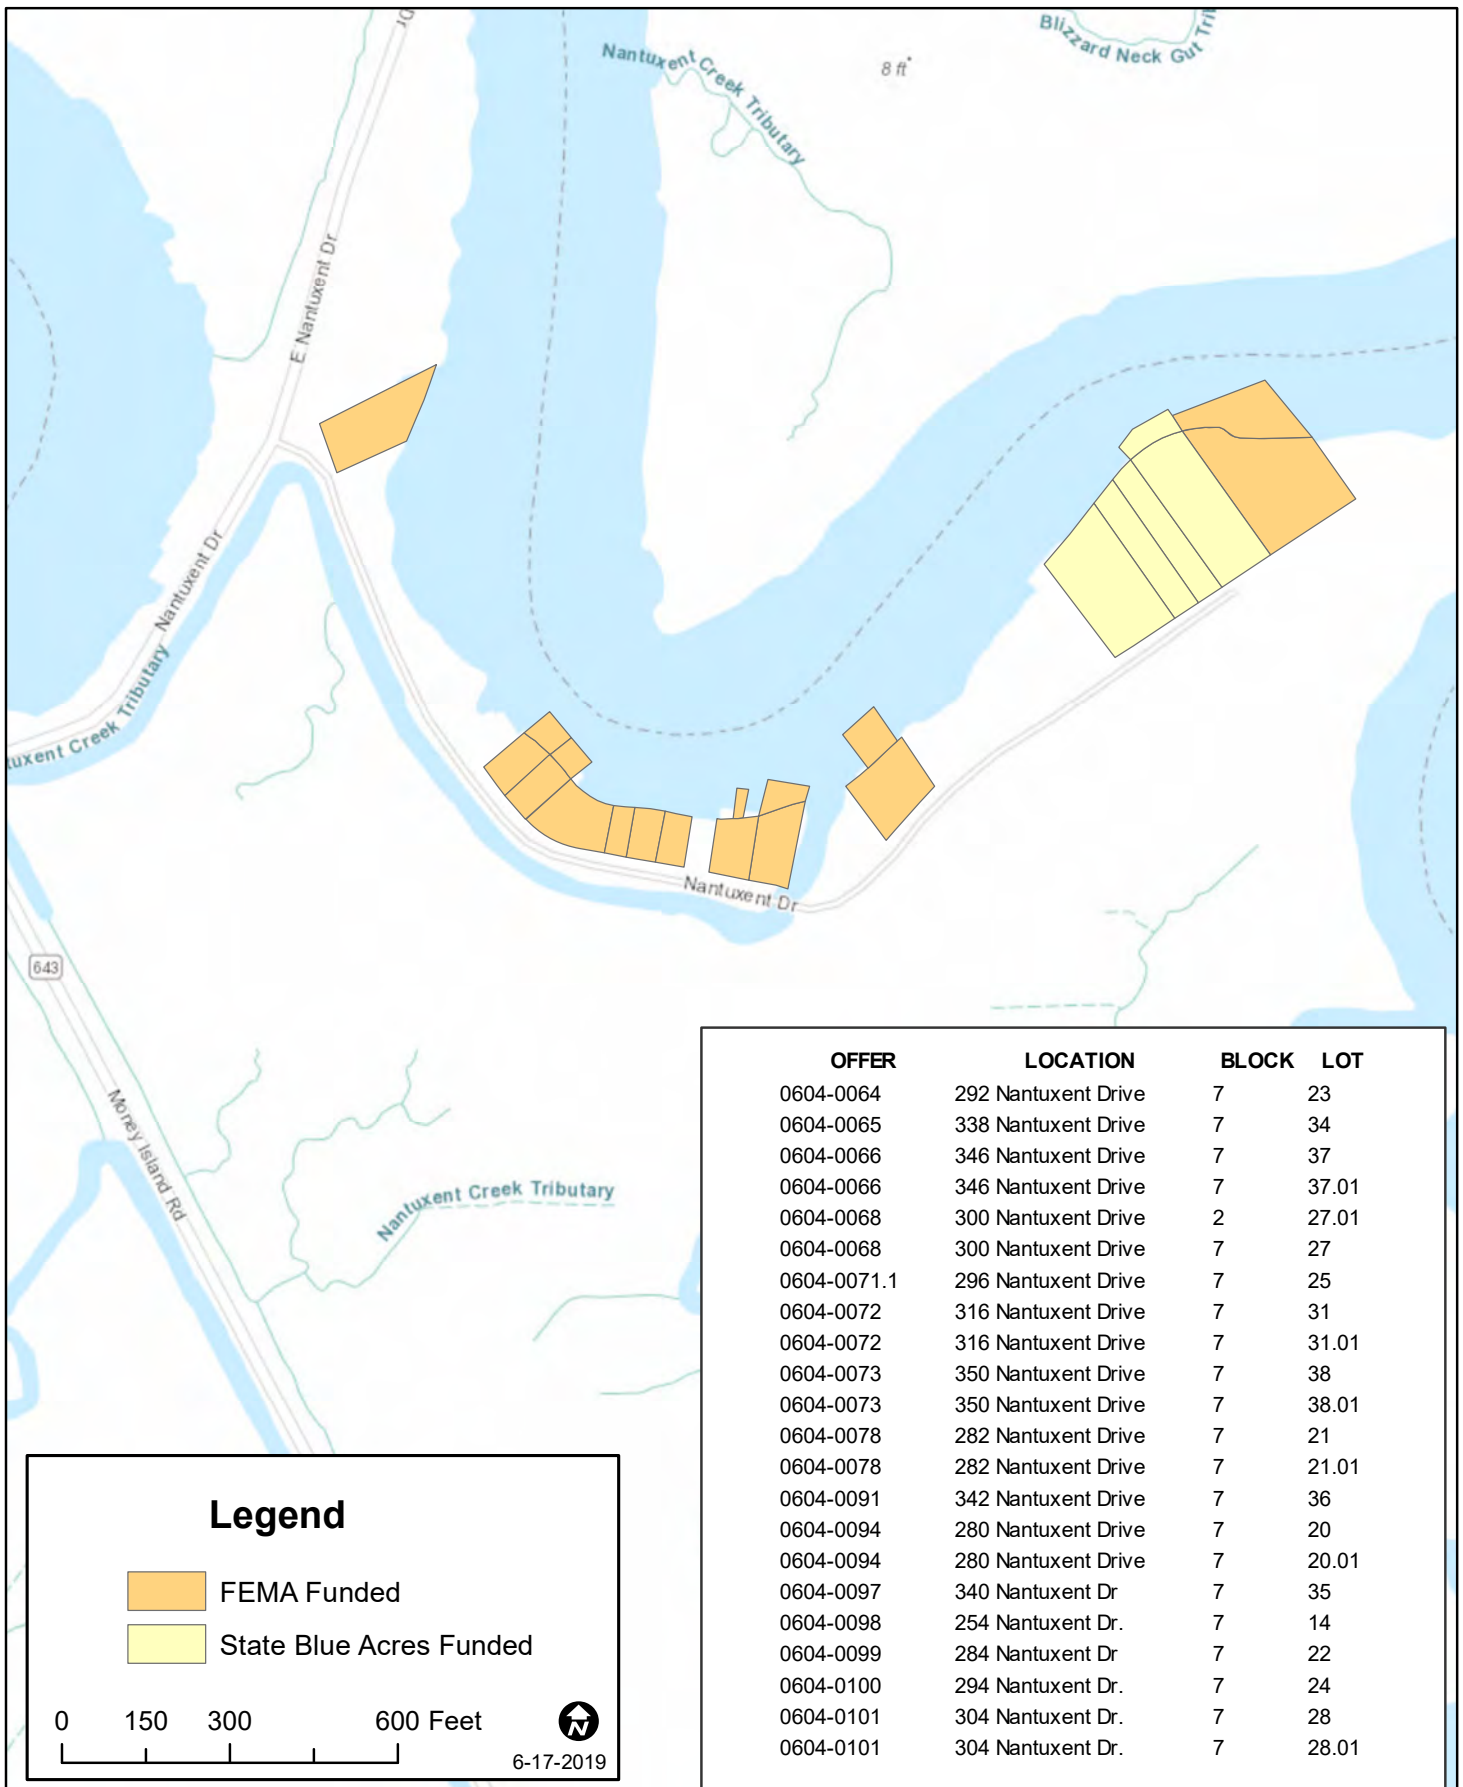 Dr
Nantuxent Creek Tributary
8 ft
Blizzard Neck Gut Tri
E Nantuxent Dr
Nantuxent Dr
tuxent Creek Tributary
Nantuxent Dr
643
Money Island Rd
Nantuxent Creek Tributary
OFFER LOCATION BLOCK LOT
0604-0064 292 Nantuxent Drive 7 23
0604-0065 338 Nantuxent Drive 7 34
0604-0066 346 Nantuxent Drive 7 37
0604-0066 346 Nantuxent Drive 7 37.01
0604-0068 300 Nantuxent Drive 2 27.01
0604-0068 300 Nantuxent Drive 7 27
0604-0071.1 296 Nantuxent Drive 7 25
0604-0072 316 Nantuxent Drive 7 31
0604-0072 316 Nantuxent Drive 7 31.01
0604-0073 350 Nantuxent Drive 7 38
0604-0073 350 Nantuxent Drive 7 38.01
0604-0078 282 Nantuxent Drive 7 21
0604-0078 282 Nantuxent Drive 7 21.01
0604-0091 342 Nantuxent Drive 7 36
0604-0094 280 Nantuxent Drive 7 20
0604-0094 280 Nantuxent Drive 7 20.01
0604-0097 340 Nantuxent Dr 7 35
0604-0098 254 Nantuxent Dr. 7 14
0604-0099 284 Nantuxent Dr 7 22
0604-0100 294 Nantuxent Dr. 7 24
0604-0101 304 Nantuxent Dr. 7 28
0604-0101 304 Nantuxent Dr. 7 28.01
Legend
FEMA Funded
State Blue Acres Funded
0 150 300 600 Feet
N
6-17-2019